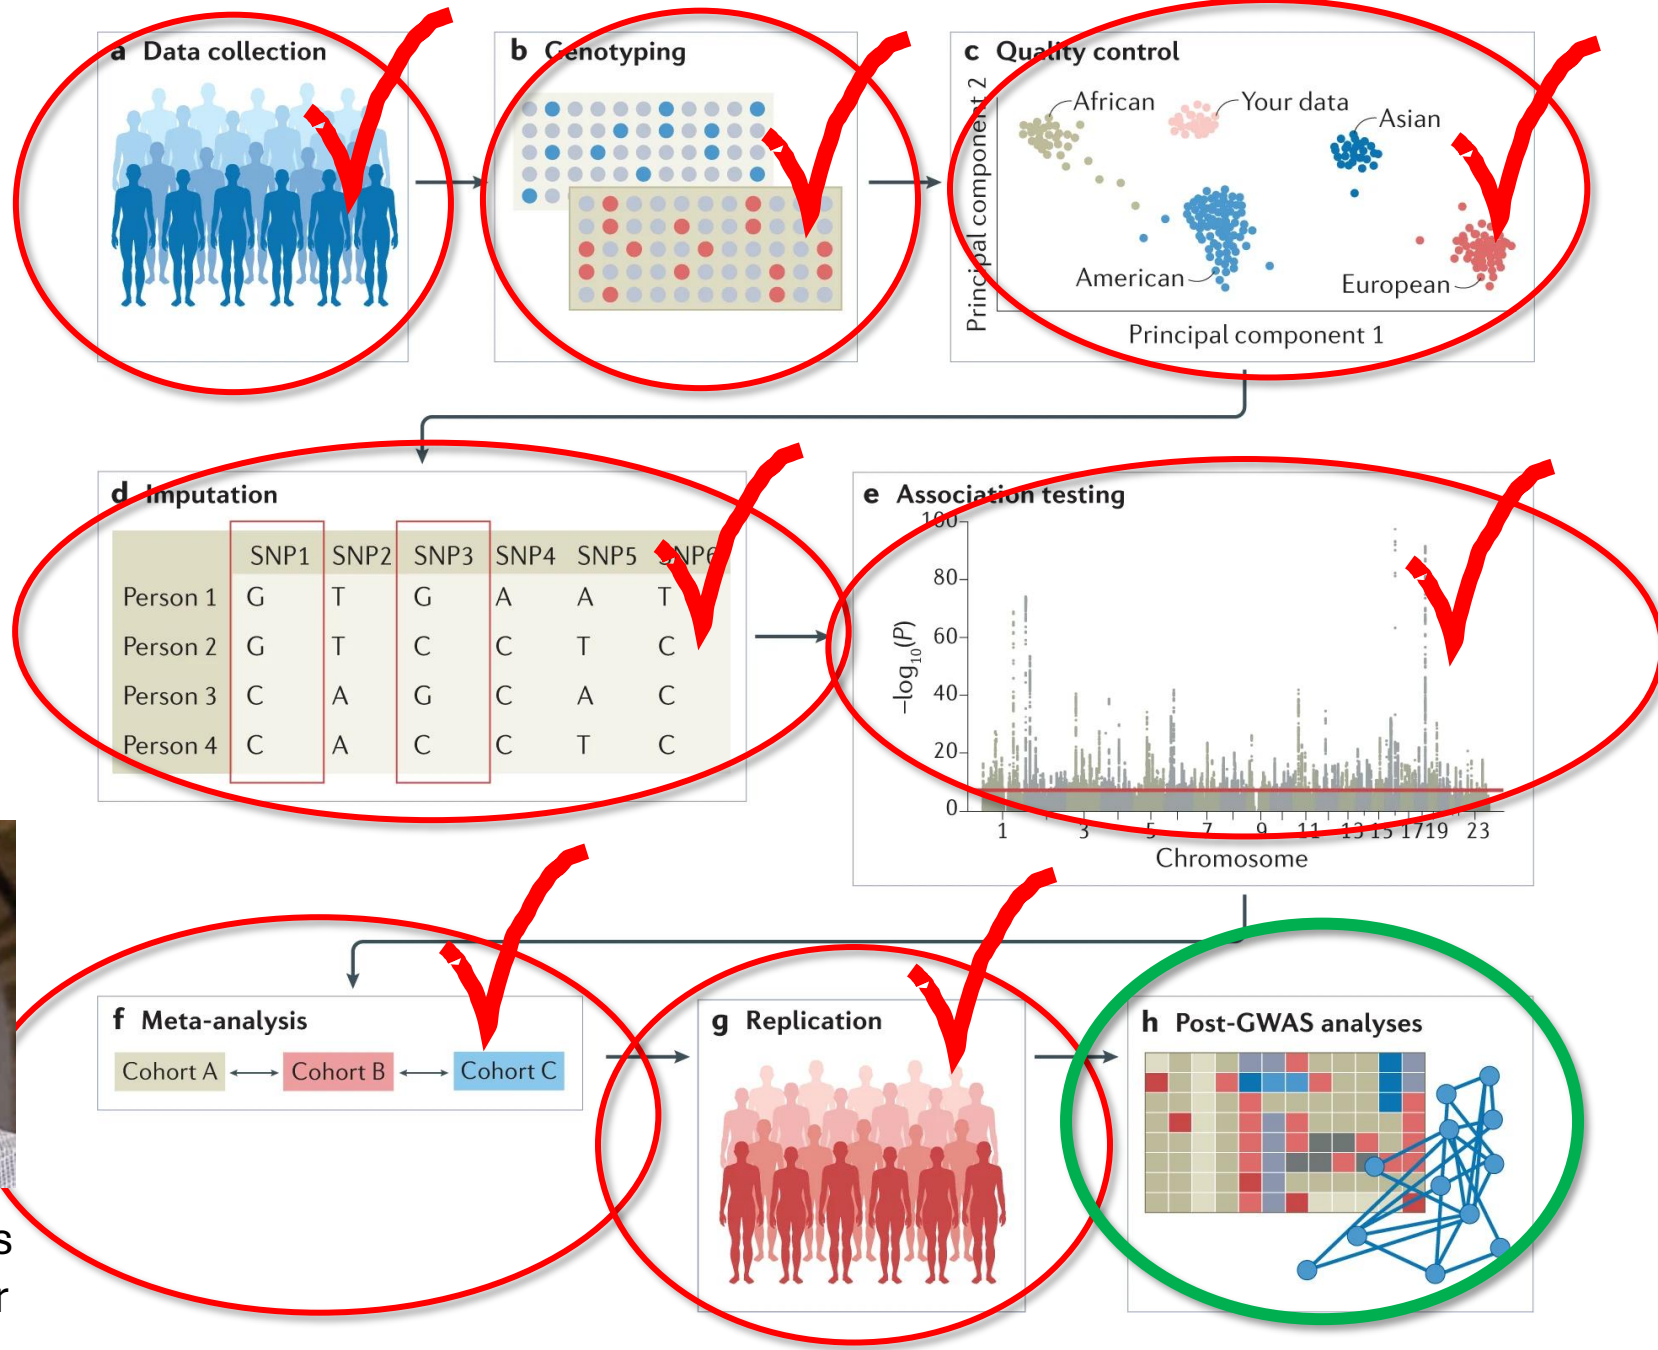 a Data collection
b Genotyping
c Quality control
Principal component 2
African
Your data
Asian
American
European
Principal component 1
d Imputation
SNP1 SNP2 SNP3 SNP4 SNP5 SNP6
Person 1 G T G A A T
Person 2 G T C C T C
Person 3 C A G C A C
Person 4 C A C C T C
e Association testing
–log10(P)
100
80
60
40
20
0
1 3 5 7 9 11 13 15 17 19 23
Chromosome
f Meta-analysis
Cohort A Cohort B Cohort C
g Replication
h Post-GWAS analyses
s
r